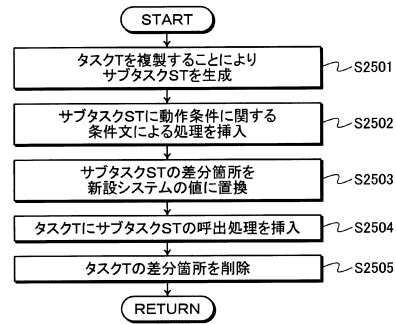 START
タスクTを複製することにより
サブタスクSTを生成
S2501
サブタスクSTに動作条件に関する
条件文による処理を挿入
S2502
サブタスクSTの差分箇所を
新設システムの値に置換
S2503
タスクTにサブタスクSTの呼出処理を挿入
S2504
タスクTの差分箇所を削除
S2505
RETURN